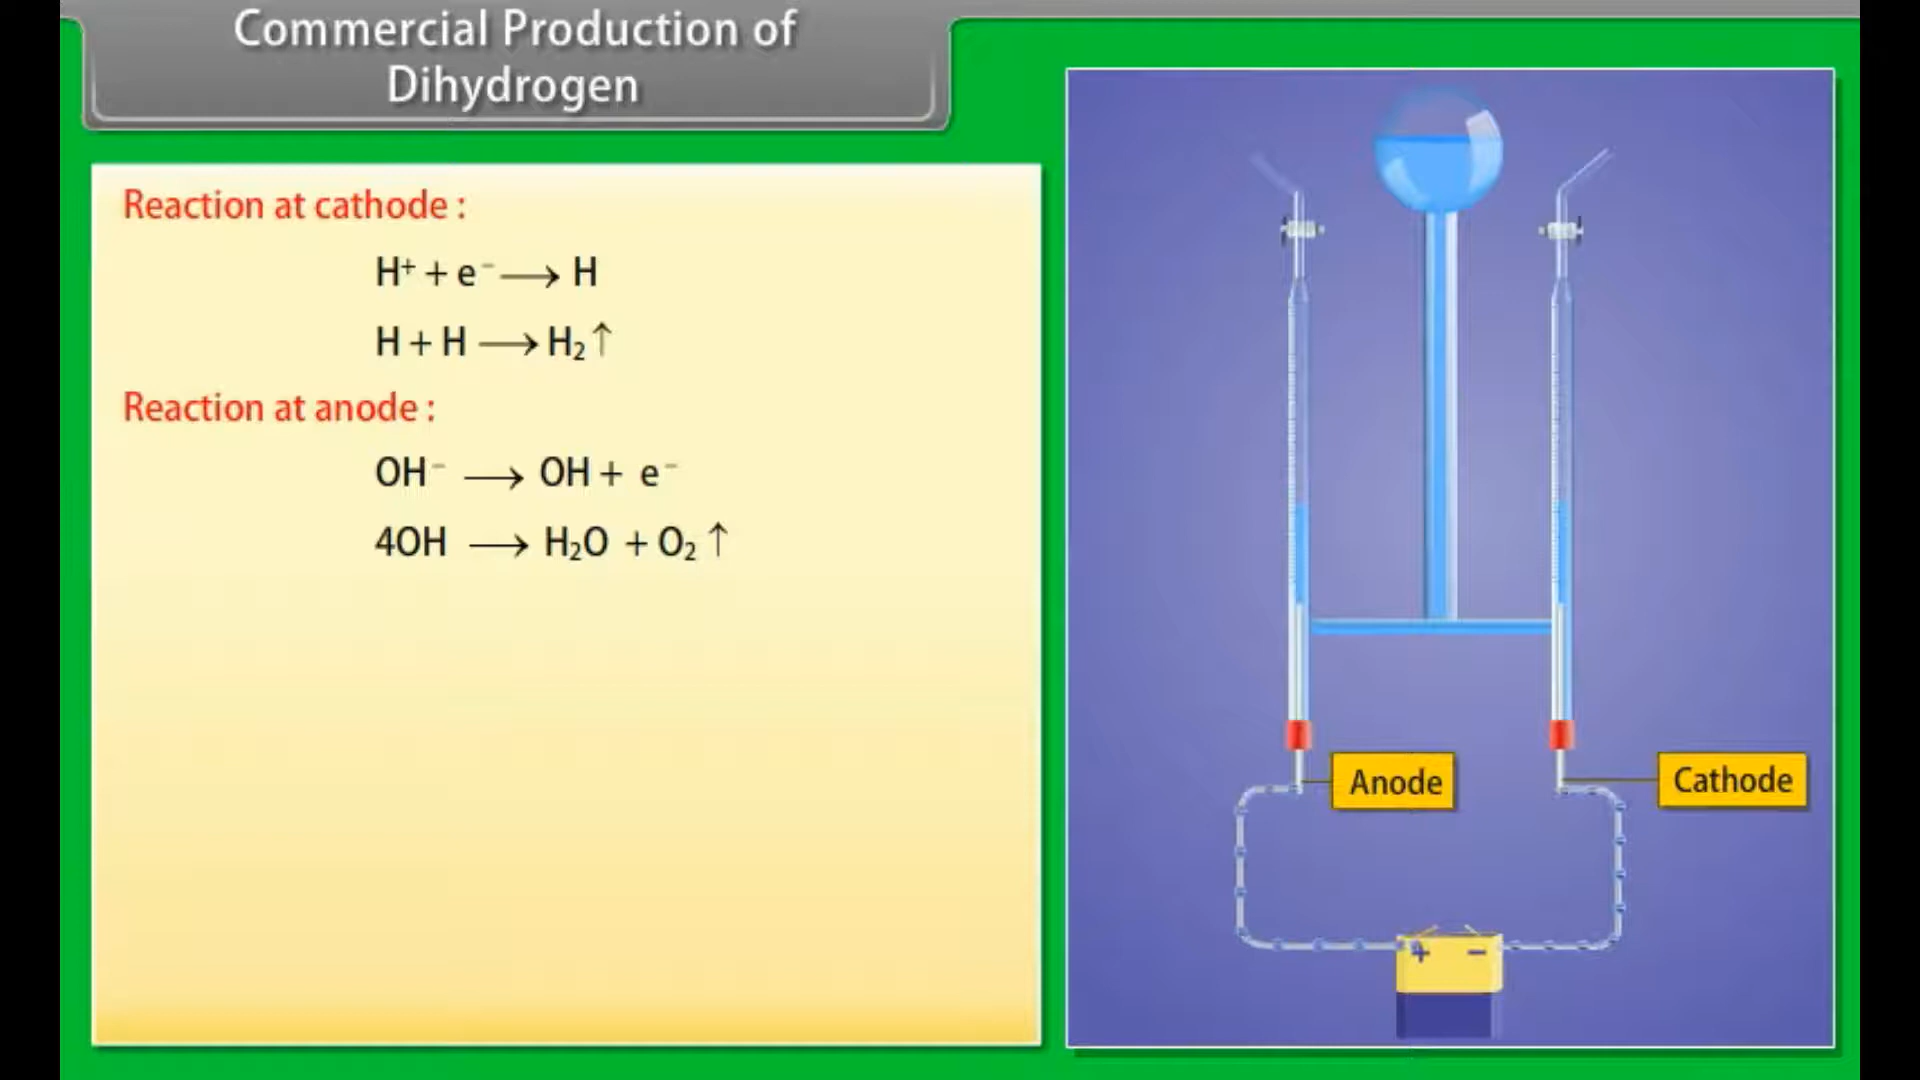 Commercial Production of
Dihydrogen
Reaction at cathode :
H⁺ + e⁻ ⟶ H
H + H ⟶ H₂ ↑
Reaction at anode :
OH⁻ ⟶ OH + e⁻
4OH ⟶ H₂O + O₂ ↑
Anode
Cathode
+ −